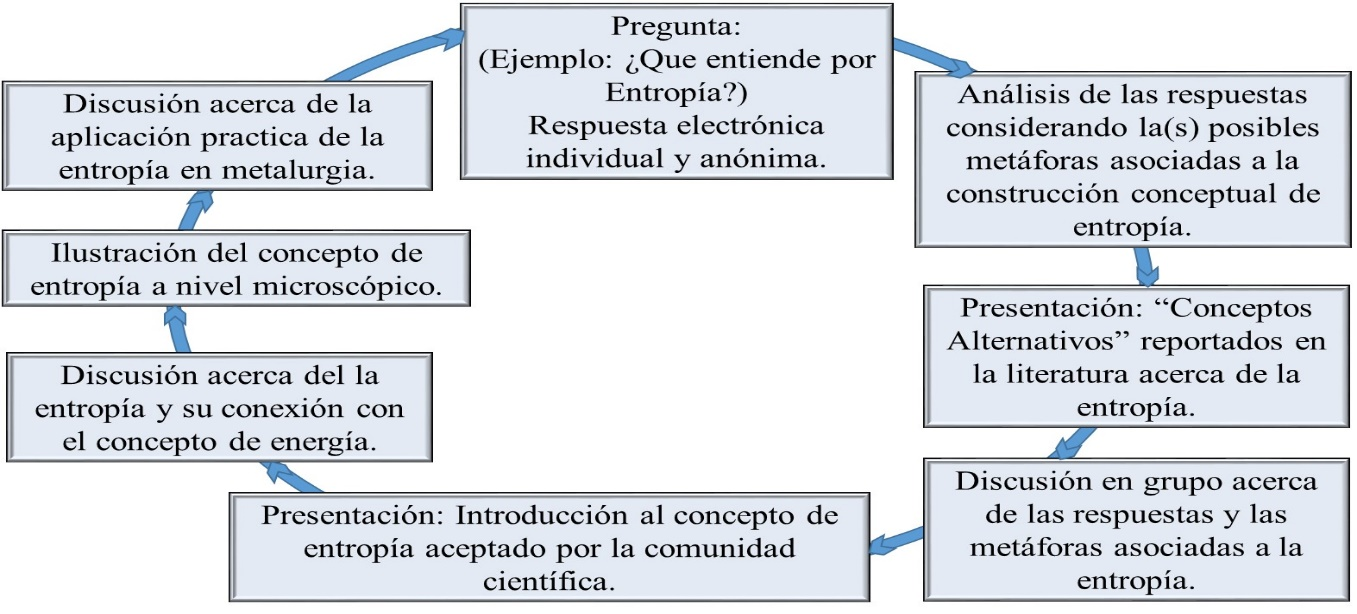 Pregunta:
(Ejemplo: ¿Que entiende por
Entropía?)
Respuesta electrónica
individual y anónima.
Análisis de las respuestas
considerando la(s) posibles
metáforas asociadas a la
construcción conceptual de
entropía.
Presentación: “Conceptos
Alternativos” reportados en
la literatura acerca de la
entropía.
Discusión en grupo acerca
de las respuestas y las
metáforas asociadas a la
entropía.
Presentación: Introducción al concepto de
entropía aceptado por la comunidad
científica.
Discusión acerca del la
entropía y su conexión con
el concepto de energía.
Ilustración del concepto de
entropía a nivel microscópico.
Discusión acerca de la
aplicación practica de la
entropía en metalurgia.